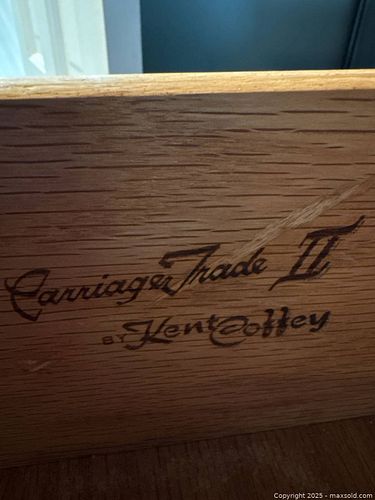 Carriage Trade II
BY Kent Coffey
Copyright 2025 - maxsold.com